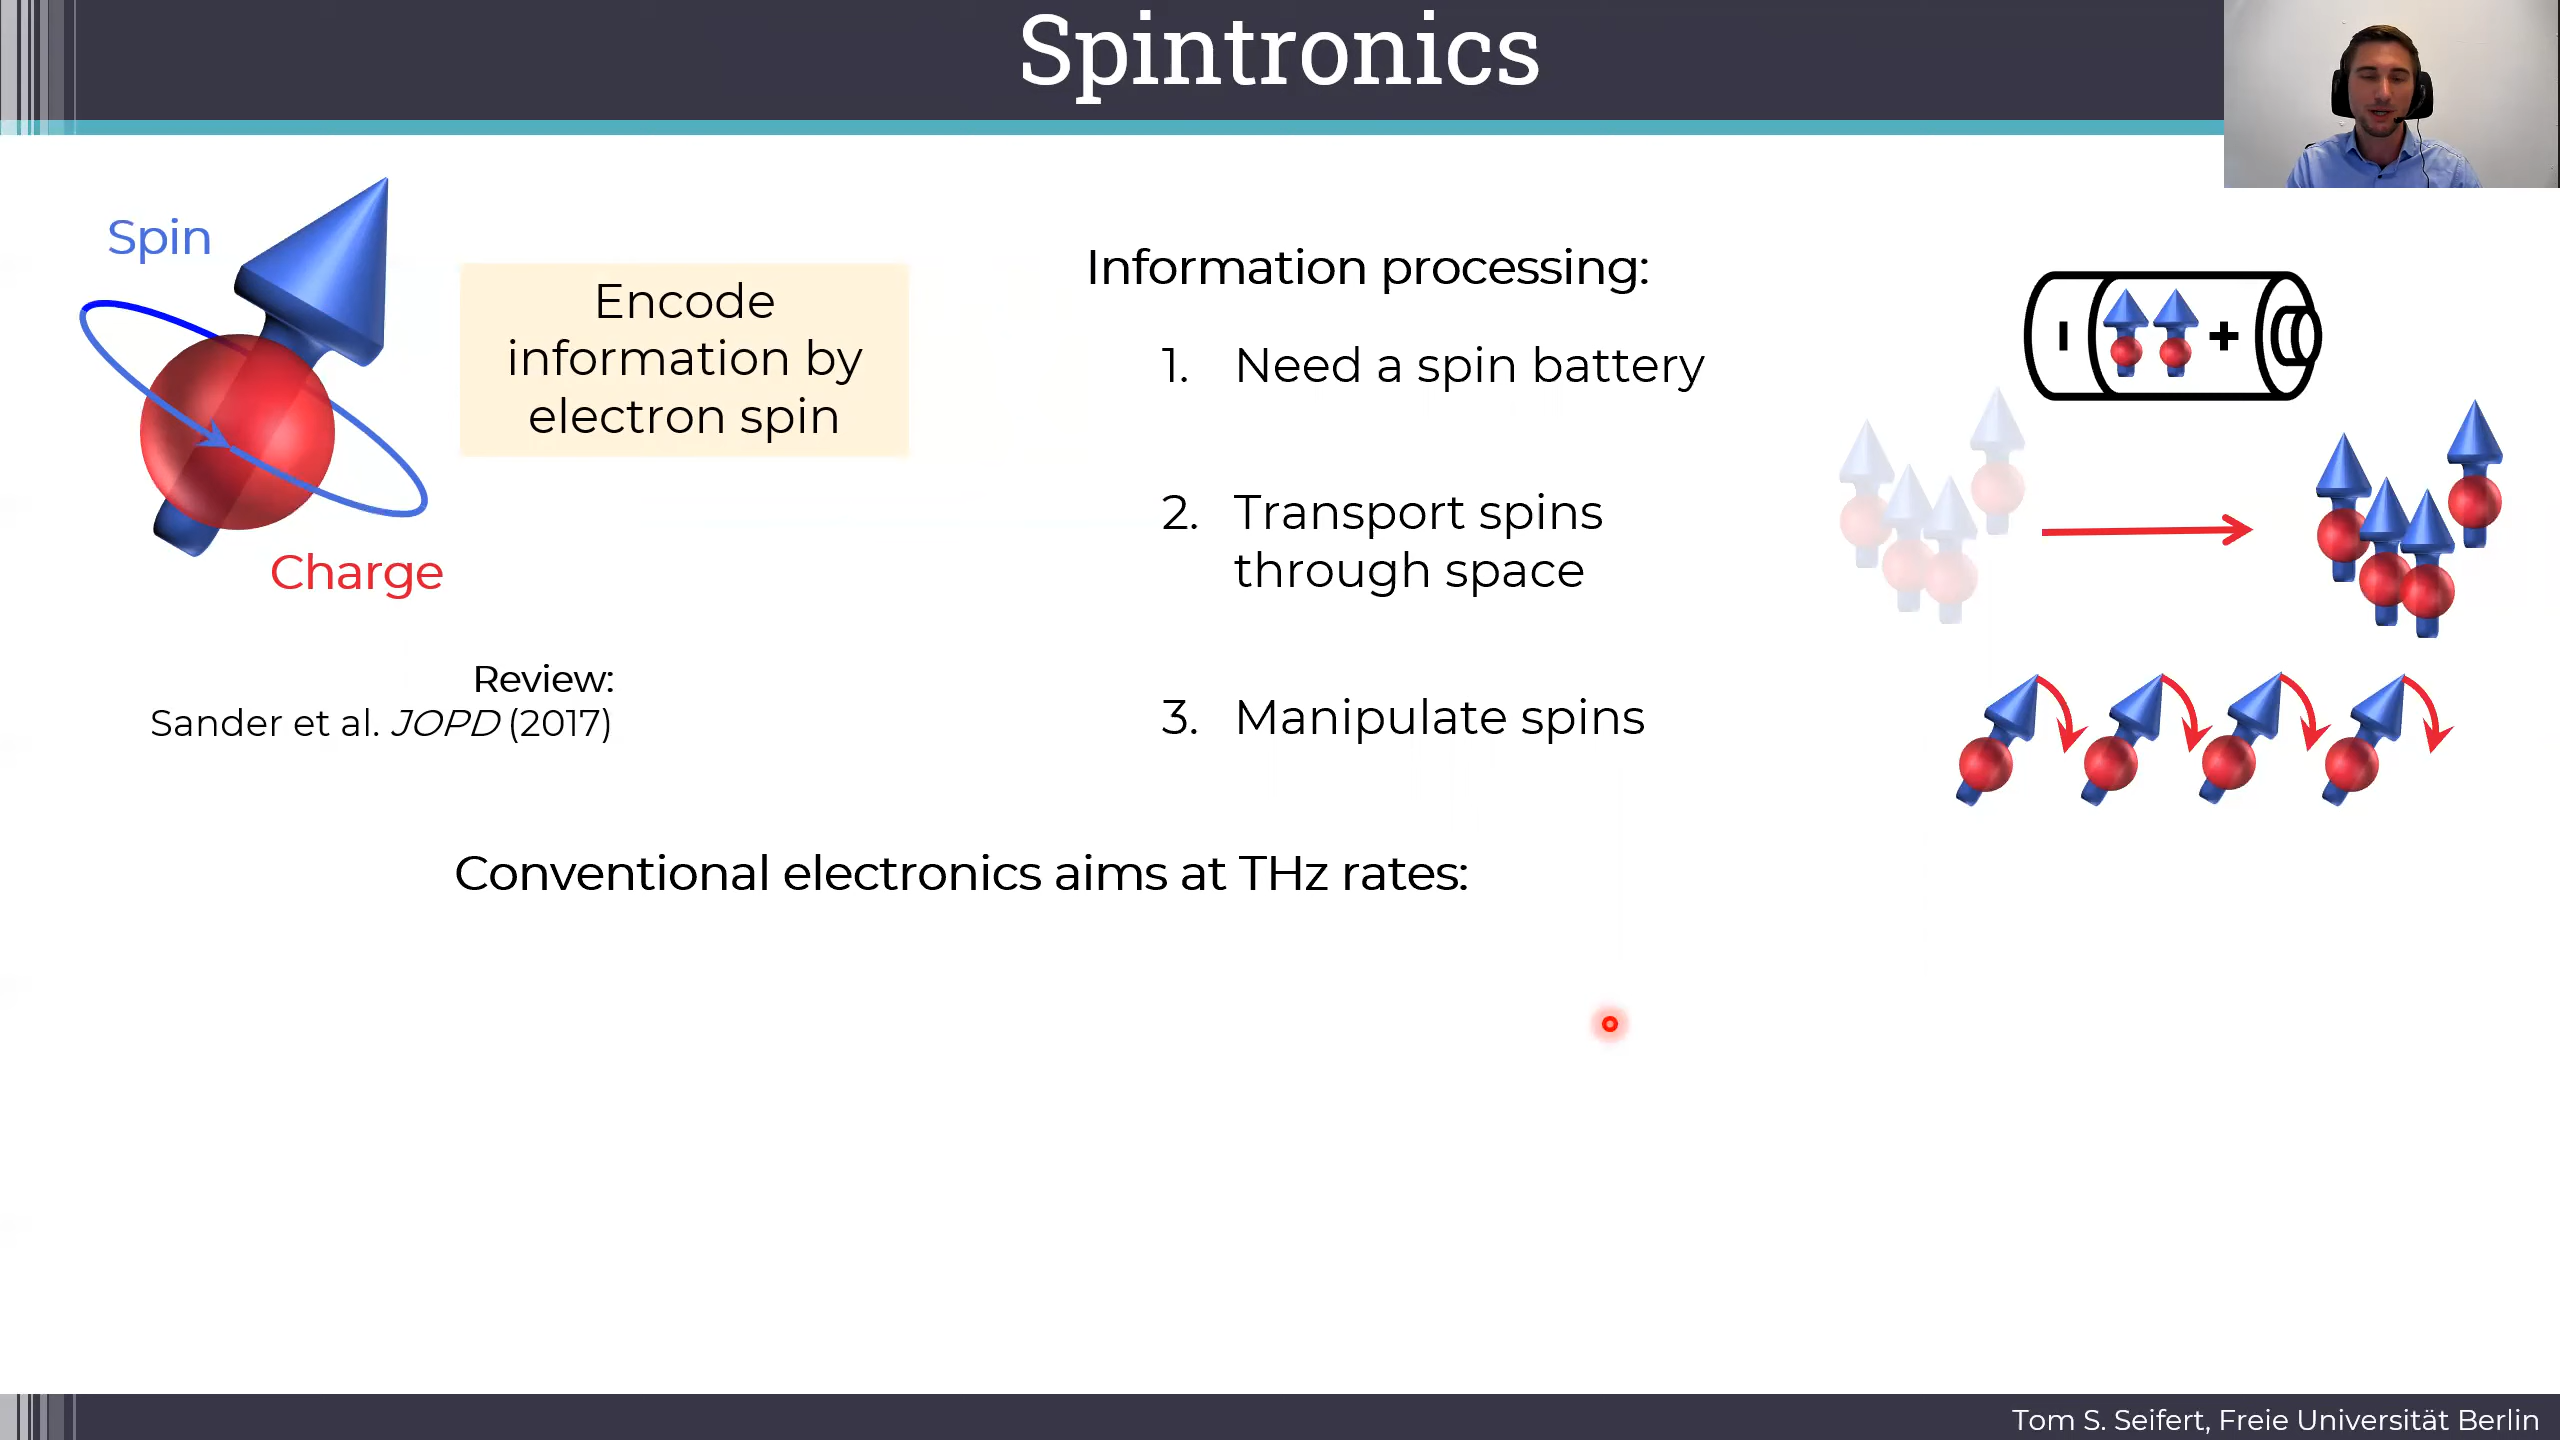 Spintronics
Spin
Charge
Encode
information by
electron spin
Review:
Sander et al. JOPD (2017)
Information processing:
1. Need a spin battery
- +
2. Transport spins
through space
3. Manipulate spins
Conventional electronics aims at THz rates:
Tom S. Seifert, Freie Universität Berlin